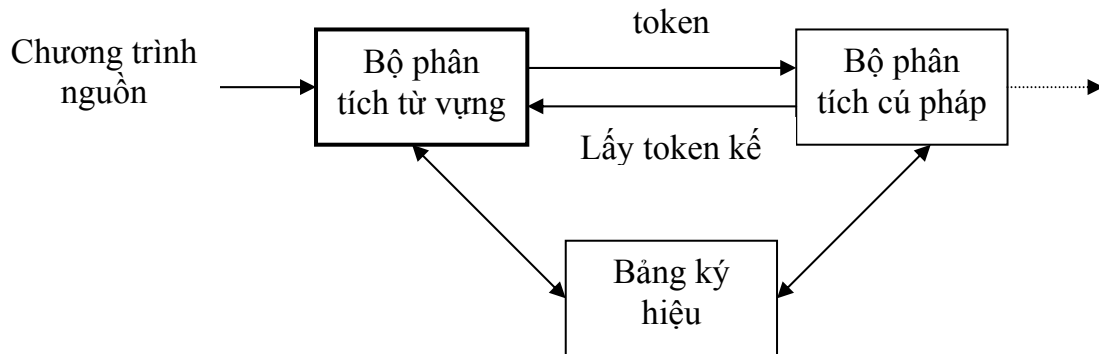 Chương trình
nguồn
Bộ phân
tích từ vựng
token
Lấy token kế
Bộ phân
tích cú pháp
Bảng ký
hiệu